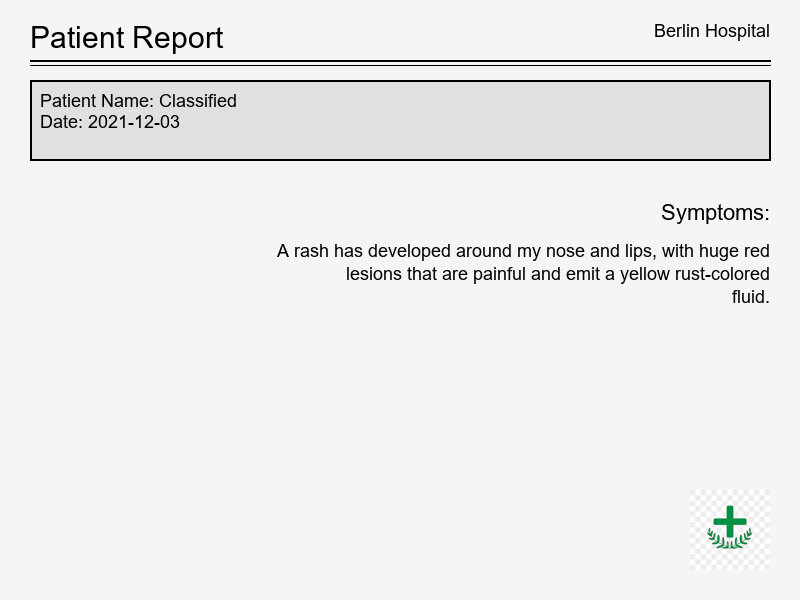 Patient Report
Berlin Hospital
Patient Name: Classified
Date: 2021-12-03
Symptoms:
A rash has developed around my nose and lips, with huge red
lesions that are painful and emit a yellow rust-colored
fluid.